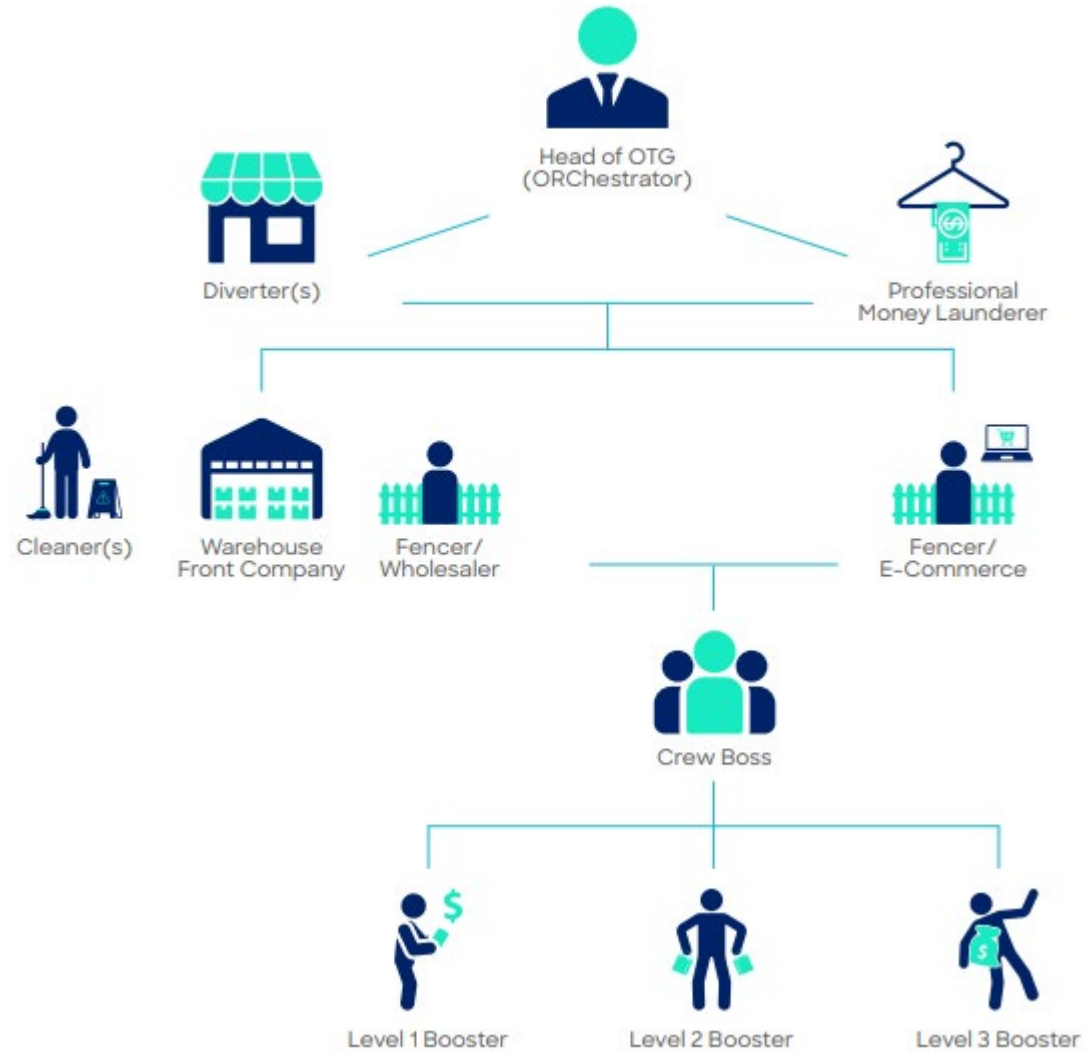 Head of OTG
(ORChestrator)
Diverter(s)
Professional
Money Launderer
Cleaner(s)
Warehouse
Front Company
Fencer/
Wholesaler
Fencer/
E-Commerce
Crew Boss
$
Level 1 Booster
Level 2 Booster
$
Level 3 Booster